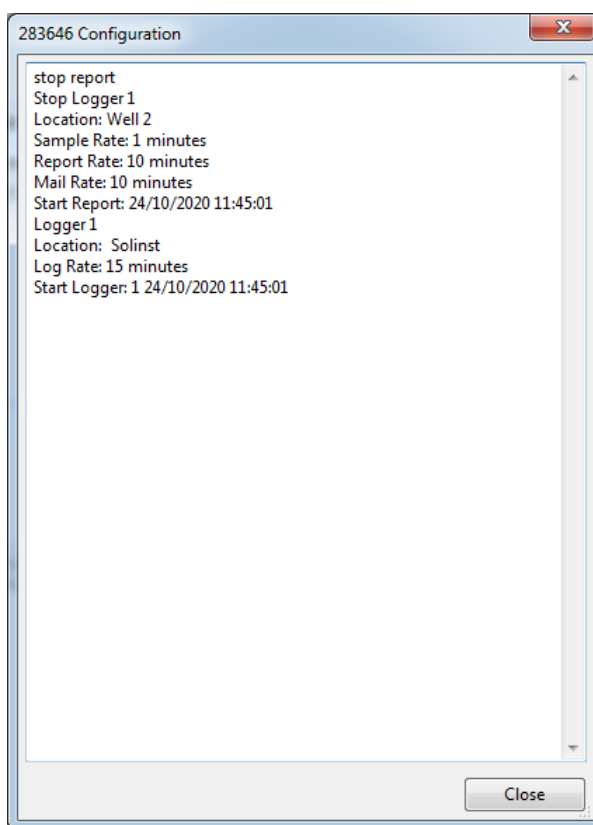 283646 Configuration
stop report
Stop Logger 1
Location: Well 2
Sample Rate: 1 minutes
Report Rate: 10 minutes
Mail Rate: 10 minutes
Start Report: 24/10/2020 11:45:01
Logger 1
Location:  Solinst
Log Rate: 15 minutes
Start Logger: 1 24/10/2020 11:45:01
Close